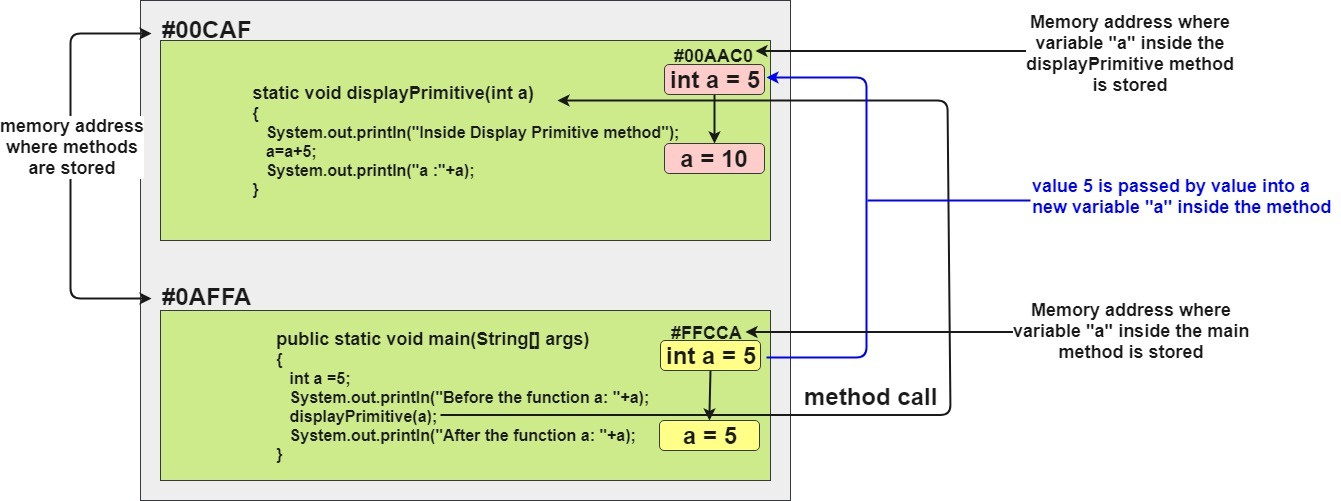 #00CAF
#00AAC0
int a = 5
static void displayPrimitive(int a)
{
System.out.println("Inside Display Primitive method");
a=a+5;
System.out.println("a :"+a);
}
a = 10
Memory address where
variable "a" inside the
displayPrimitive method
is stored
memory address
where methods
are stored
value 5 is passed by value into a
new variable "a" inside the method
#0AFFA
#FFCCA
int a = 5
public static void main(String[] args)
{
int a =5;
System.out.println("Before the function a: "+a);
displayPrimitive(a);
System.out.println("After the function a: "+a);
}
a = 5
method call
Memory address where
variable "a" inside the main
method is stored